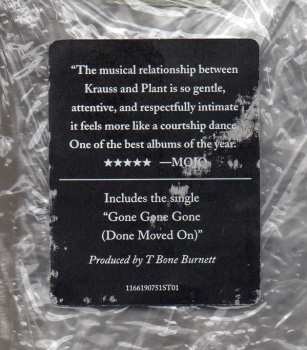 “The musical relationship between
Krauss and Plant is so gentle,
attentive, and respectfully intimate
it feels more like a courtship dance.
One of the best albums of the year.”
★★★★★ —MOJO
Includes the single
“Gone Gone Gone
(Done Moved On)”
Produced by T Bone Burnett
1166190751ST01